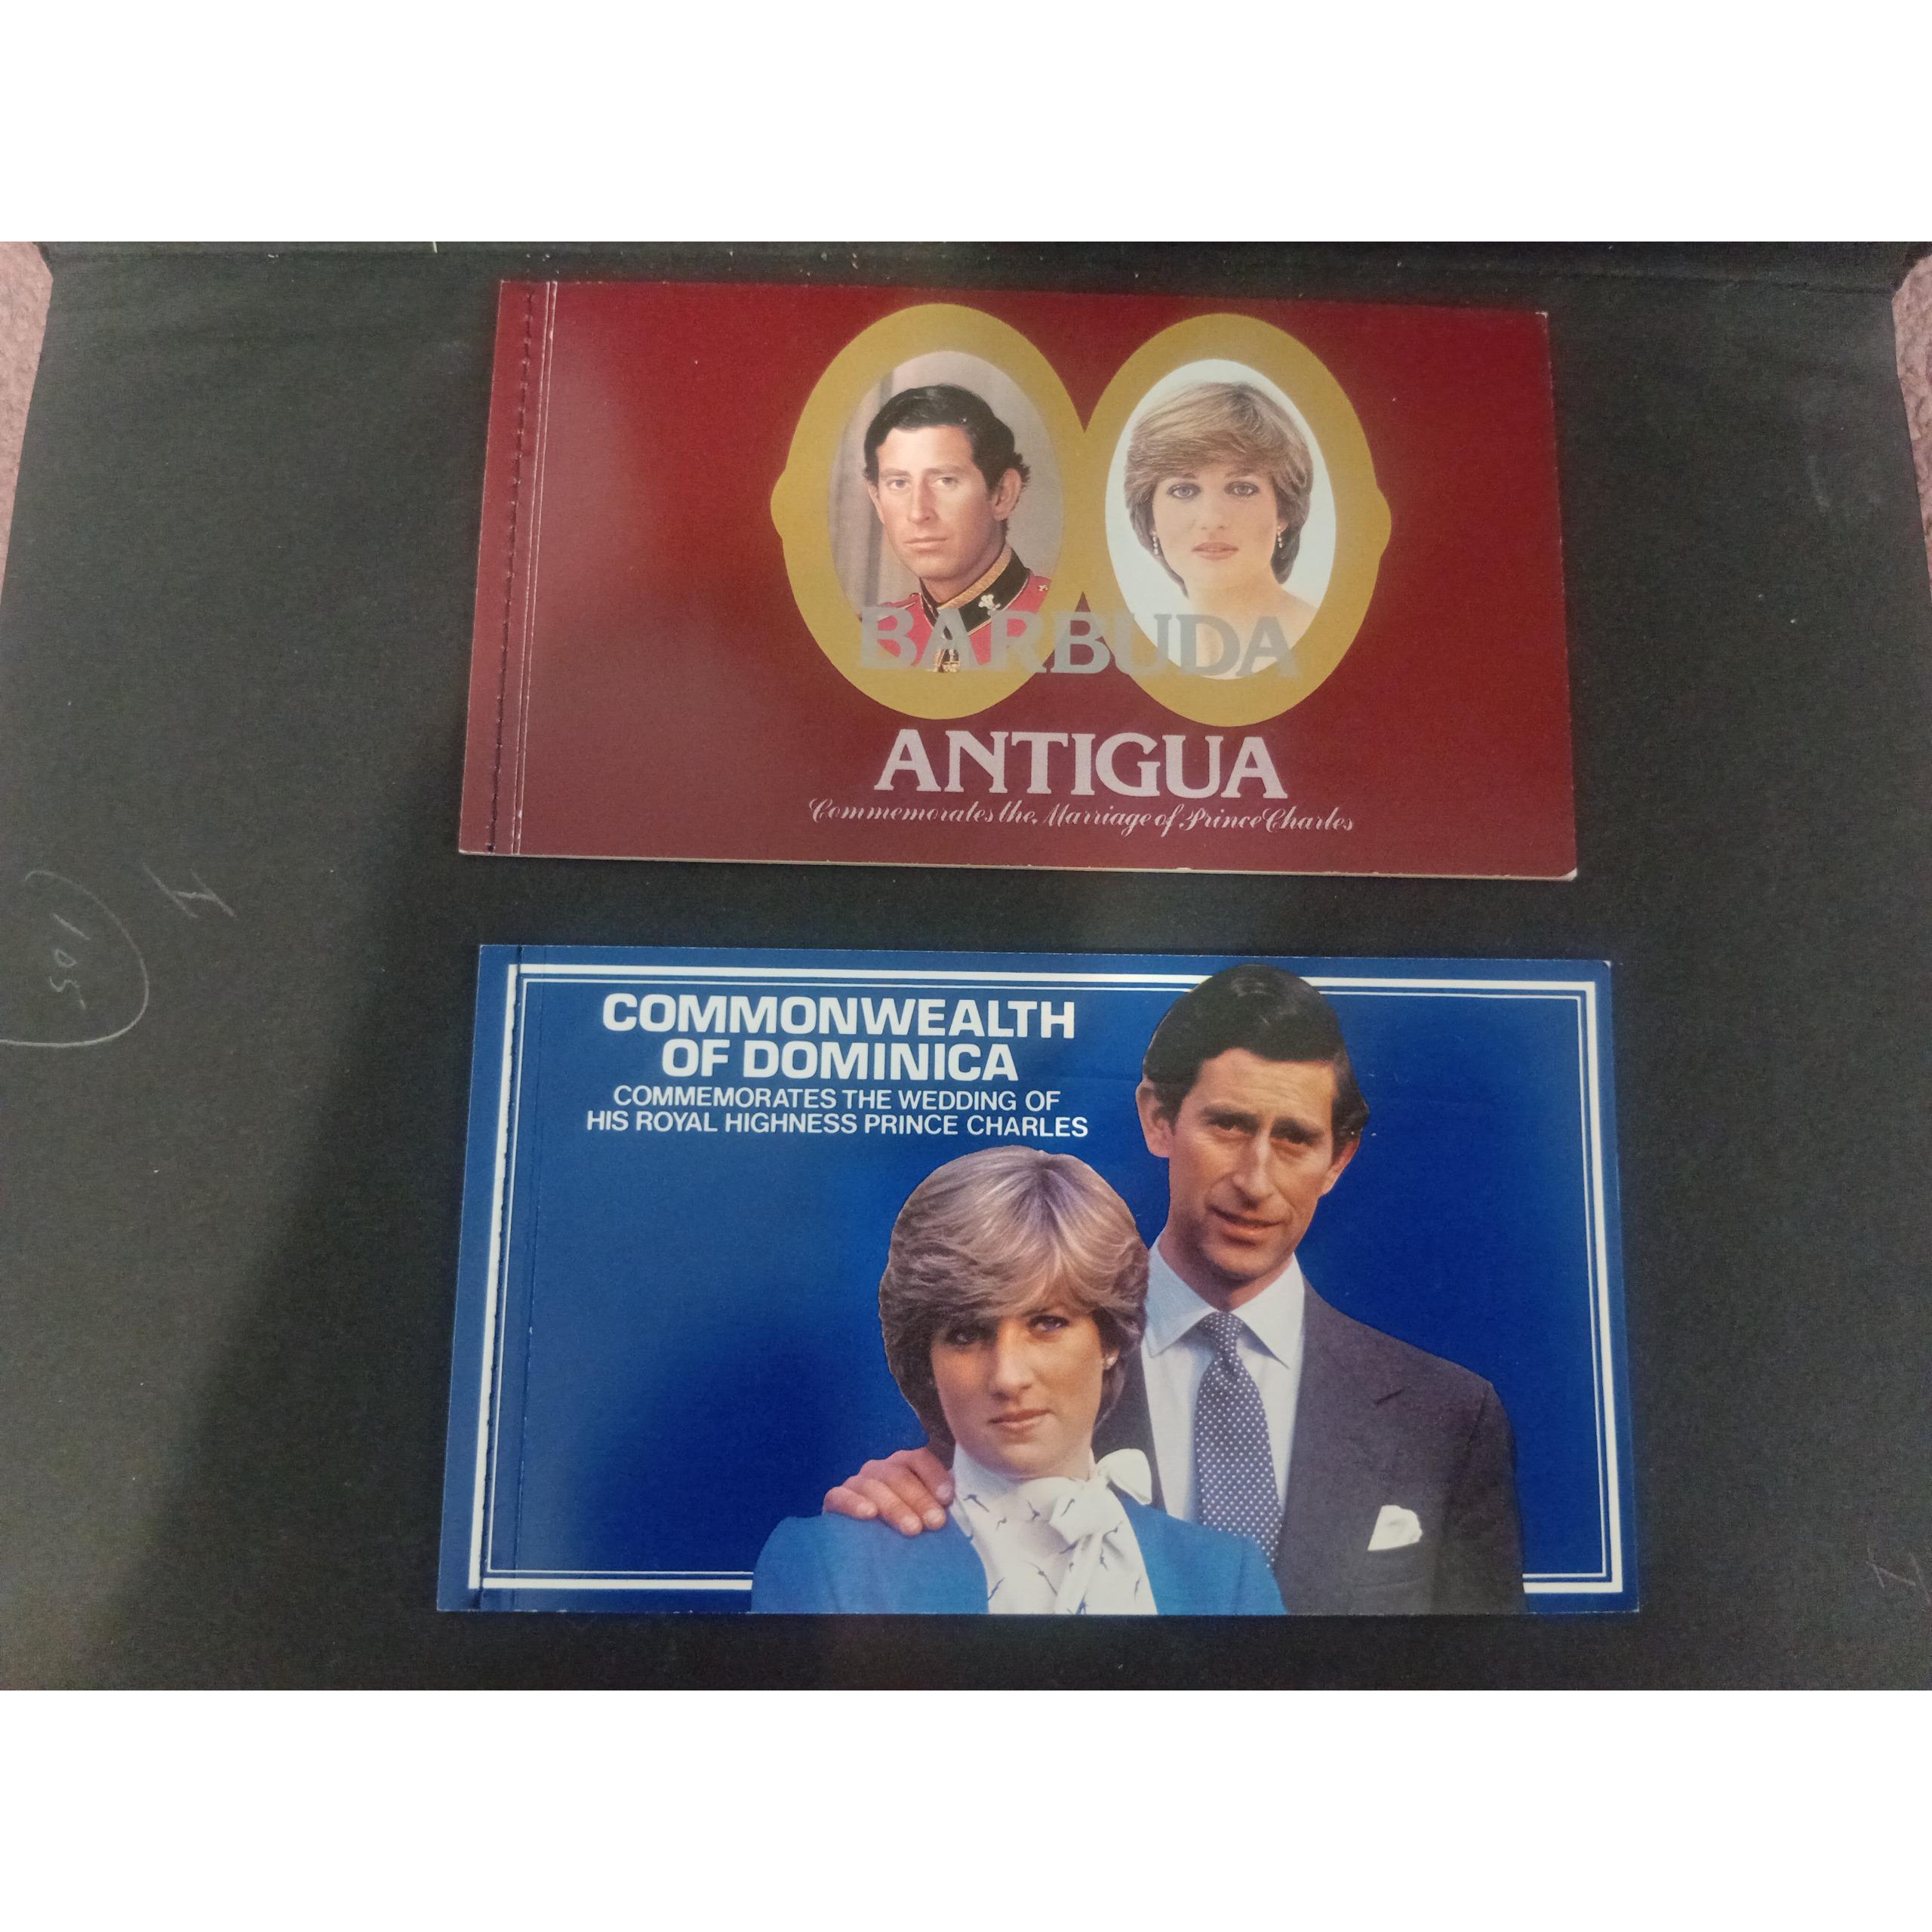 BARBUDA
ANTIGUA
Commemorates the Marriage of Prince Charles
COMMONWEALTH
OF DOMINICA
COMMEMORATES THE WEDDING OF
HIS ROYAL HIGHNESS PRINCE CHARLES
105